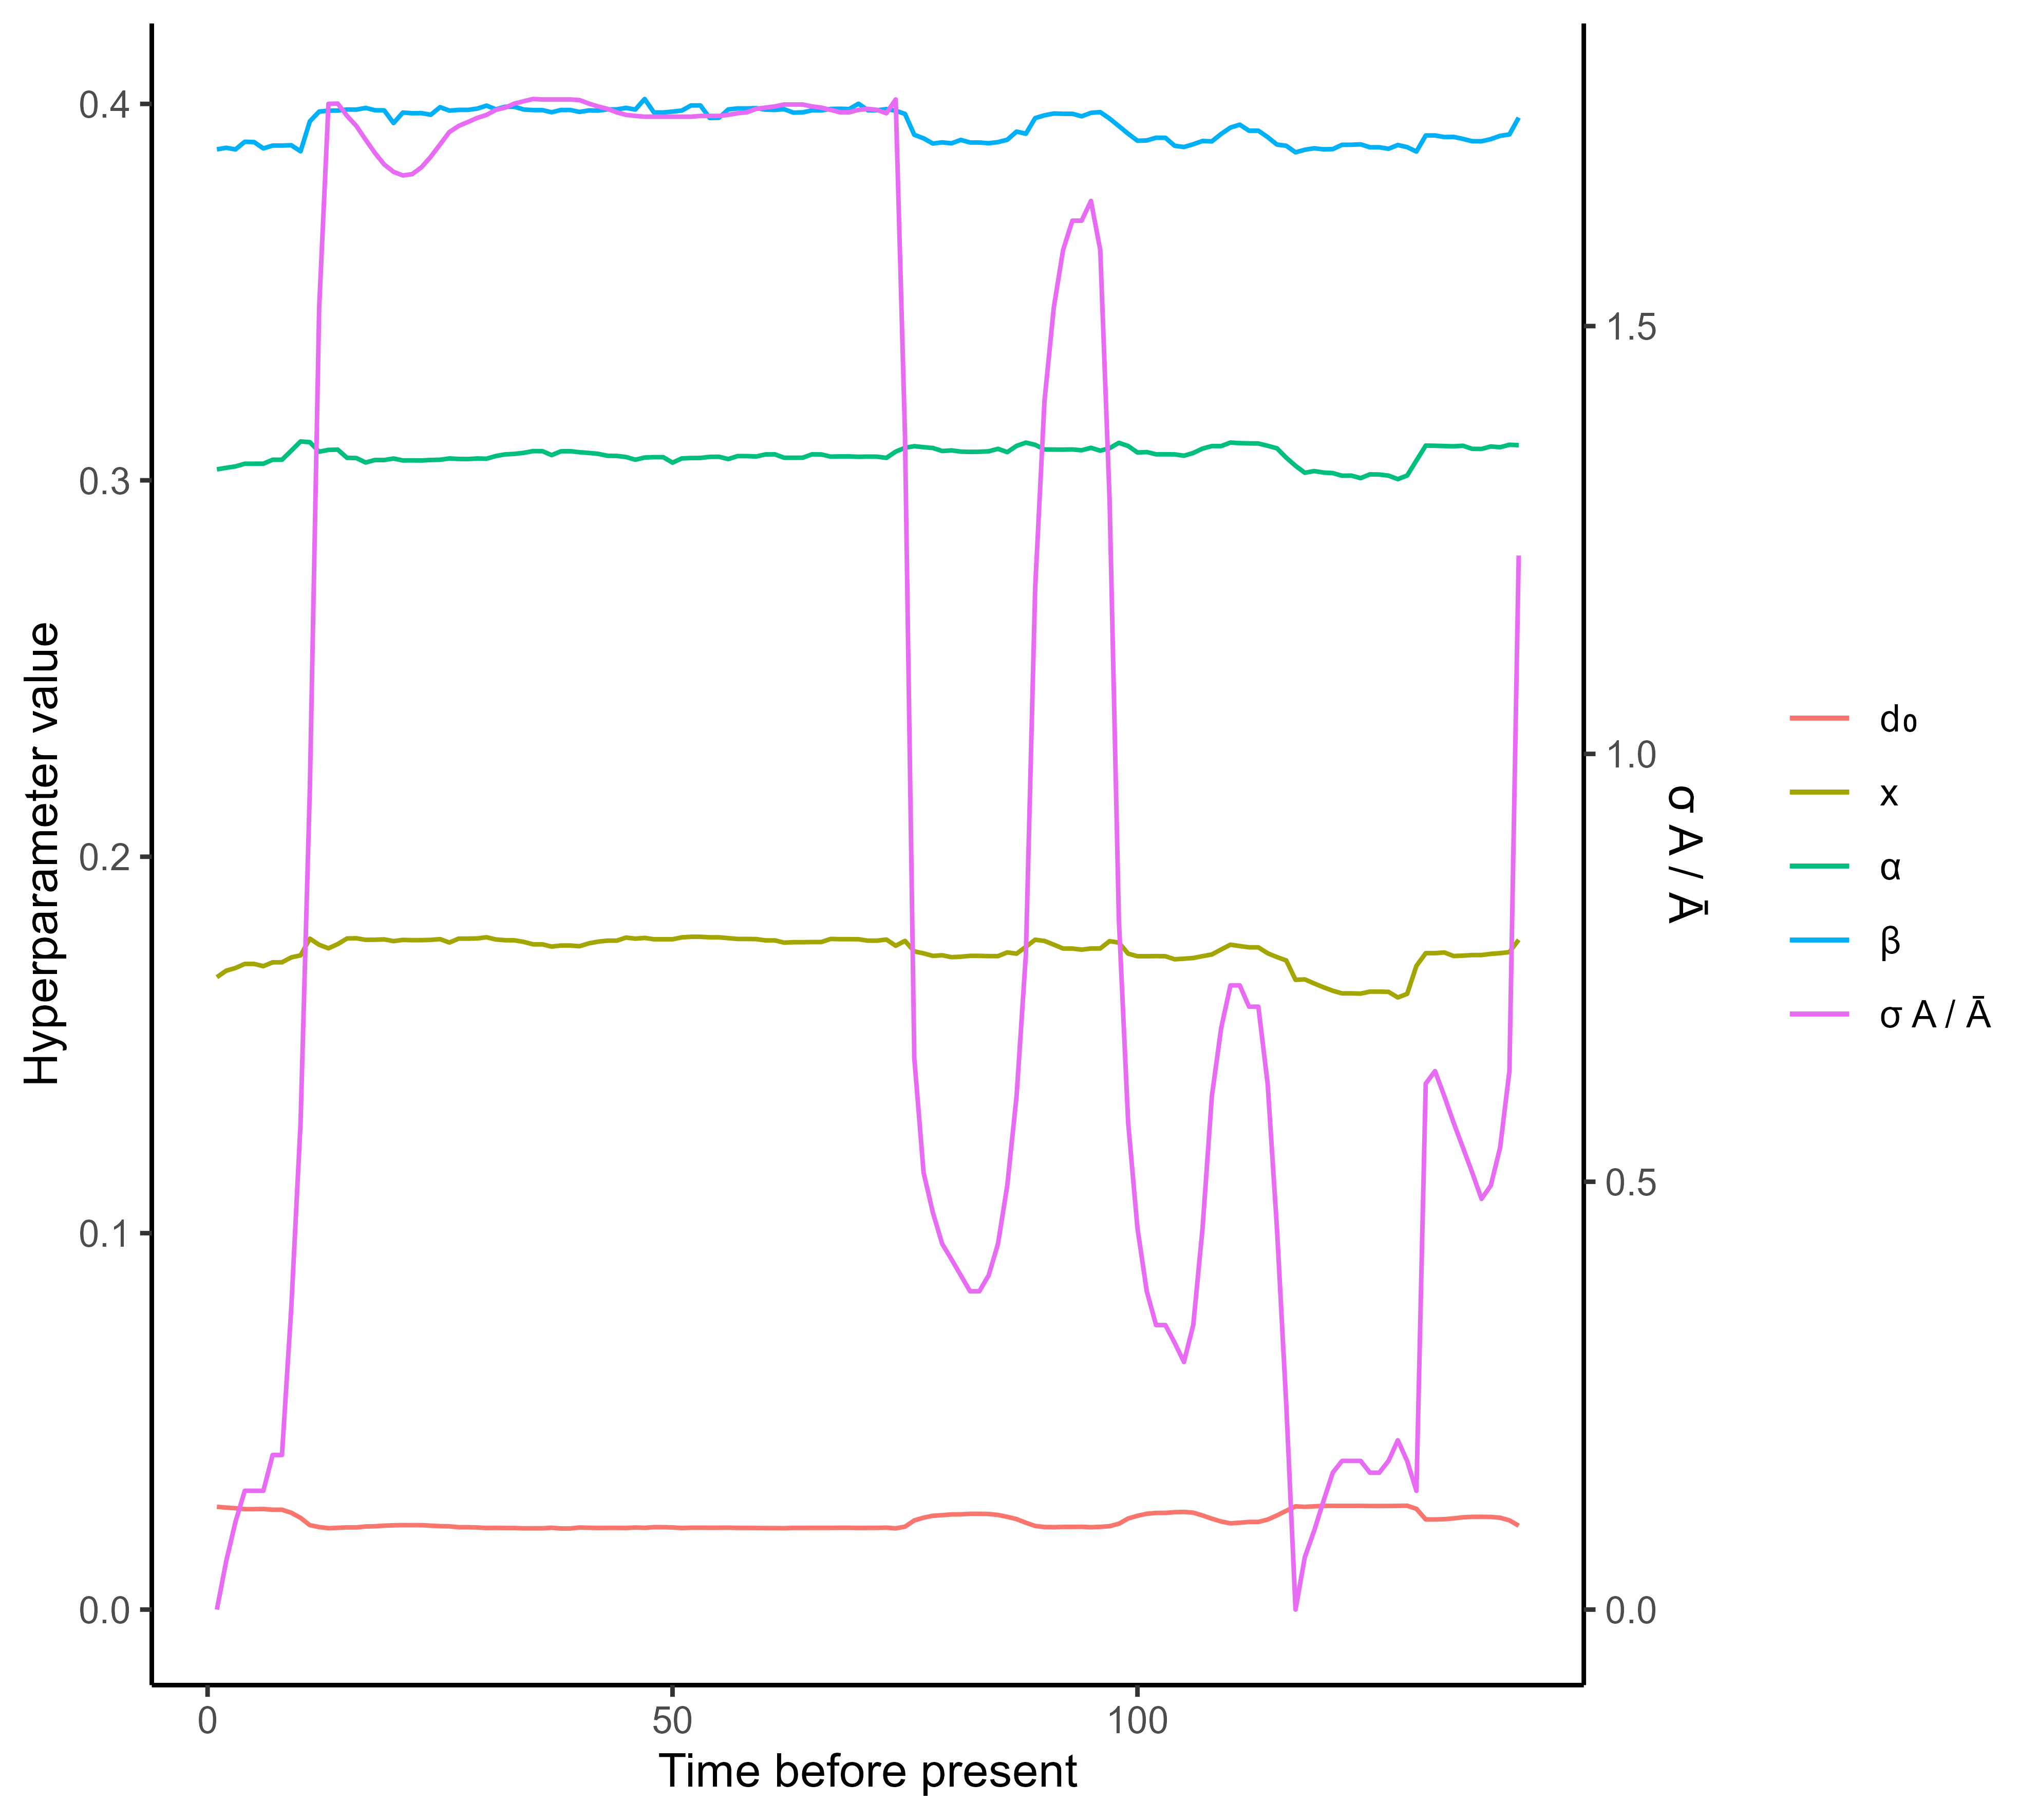 Hyperparameter value
0.4
0.3
0.2
0.1
0.0
0
50
100
Time before present
1.5
1.0
0.5
0.0
σ A / Ā
d₀
x
α
β
σ A / Ā